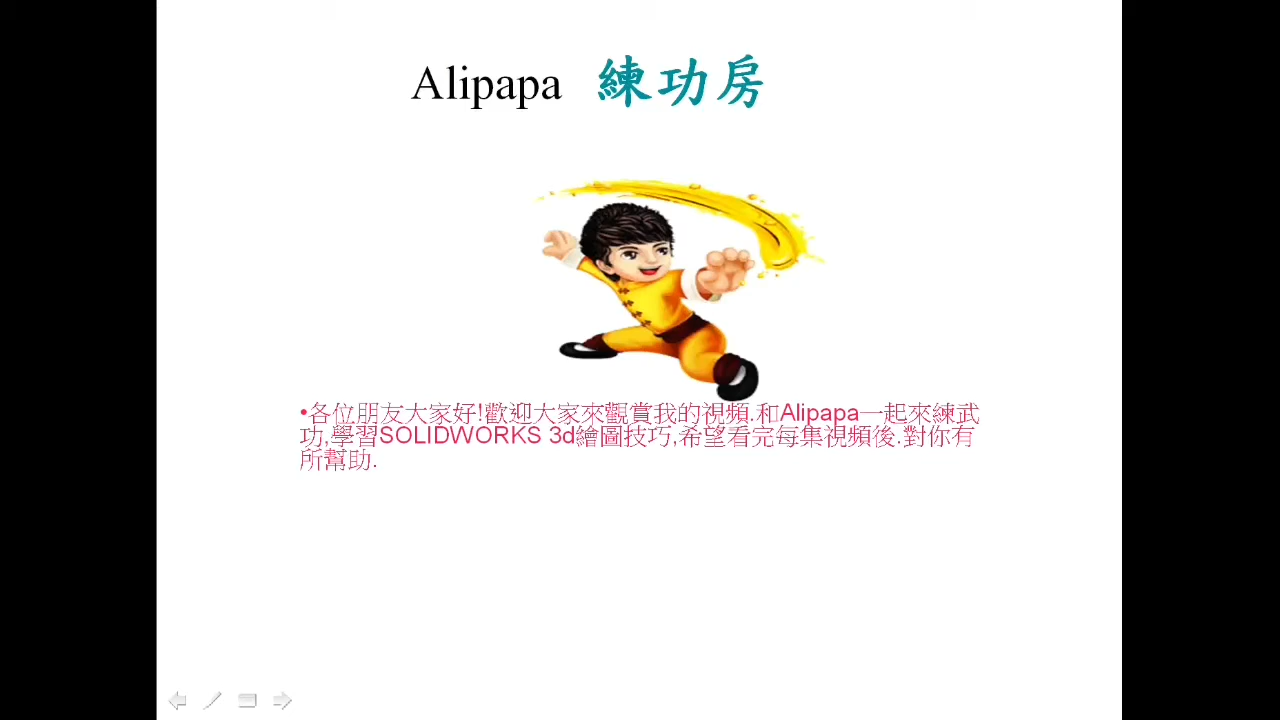 Alipapa 練功房
•各位朋友大家好!歡迎大家來觀賞我的視頻.和Alipapa一起來練武
功,學習SOLIDWORKS 3d繪圖技巧,希望看完每集視頻後.對你有
所幫助.